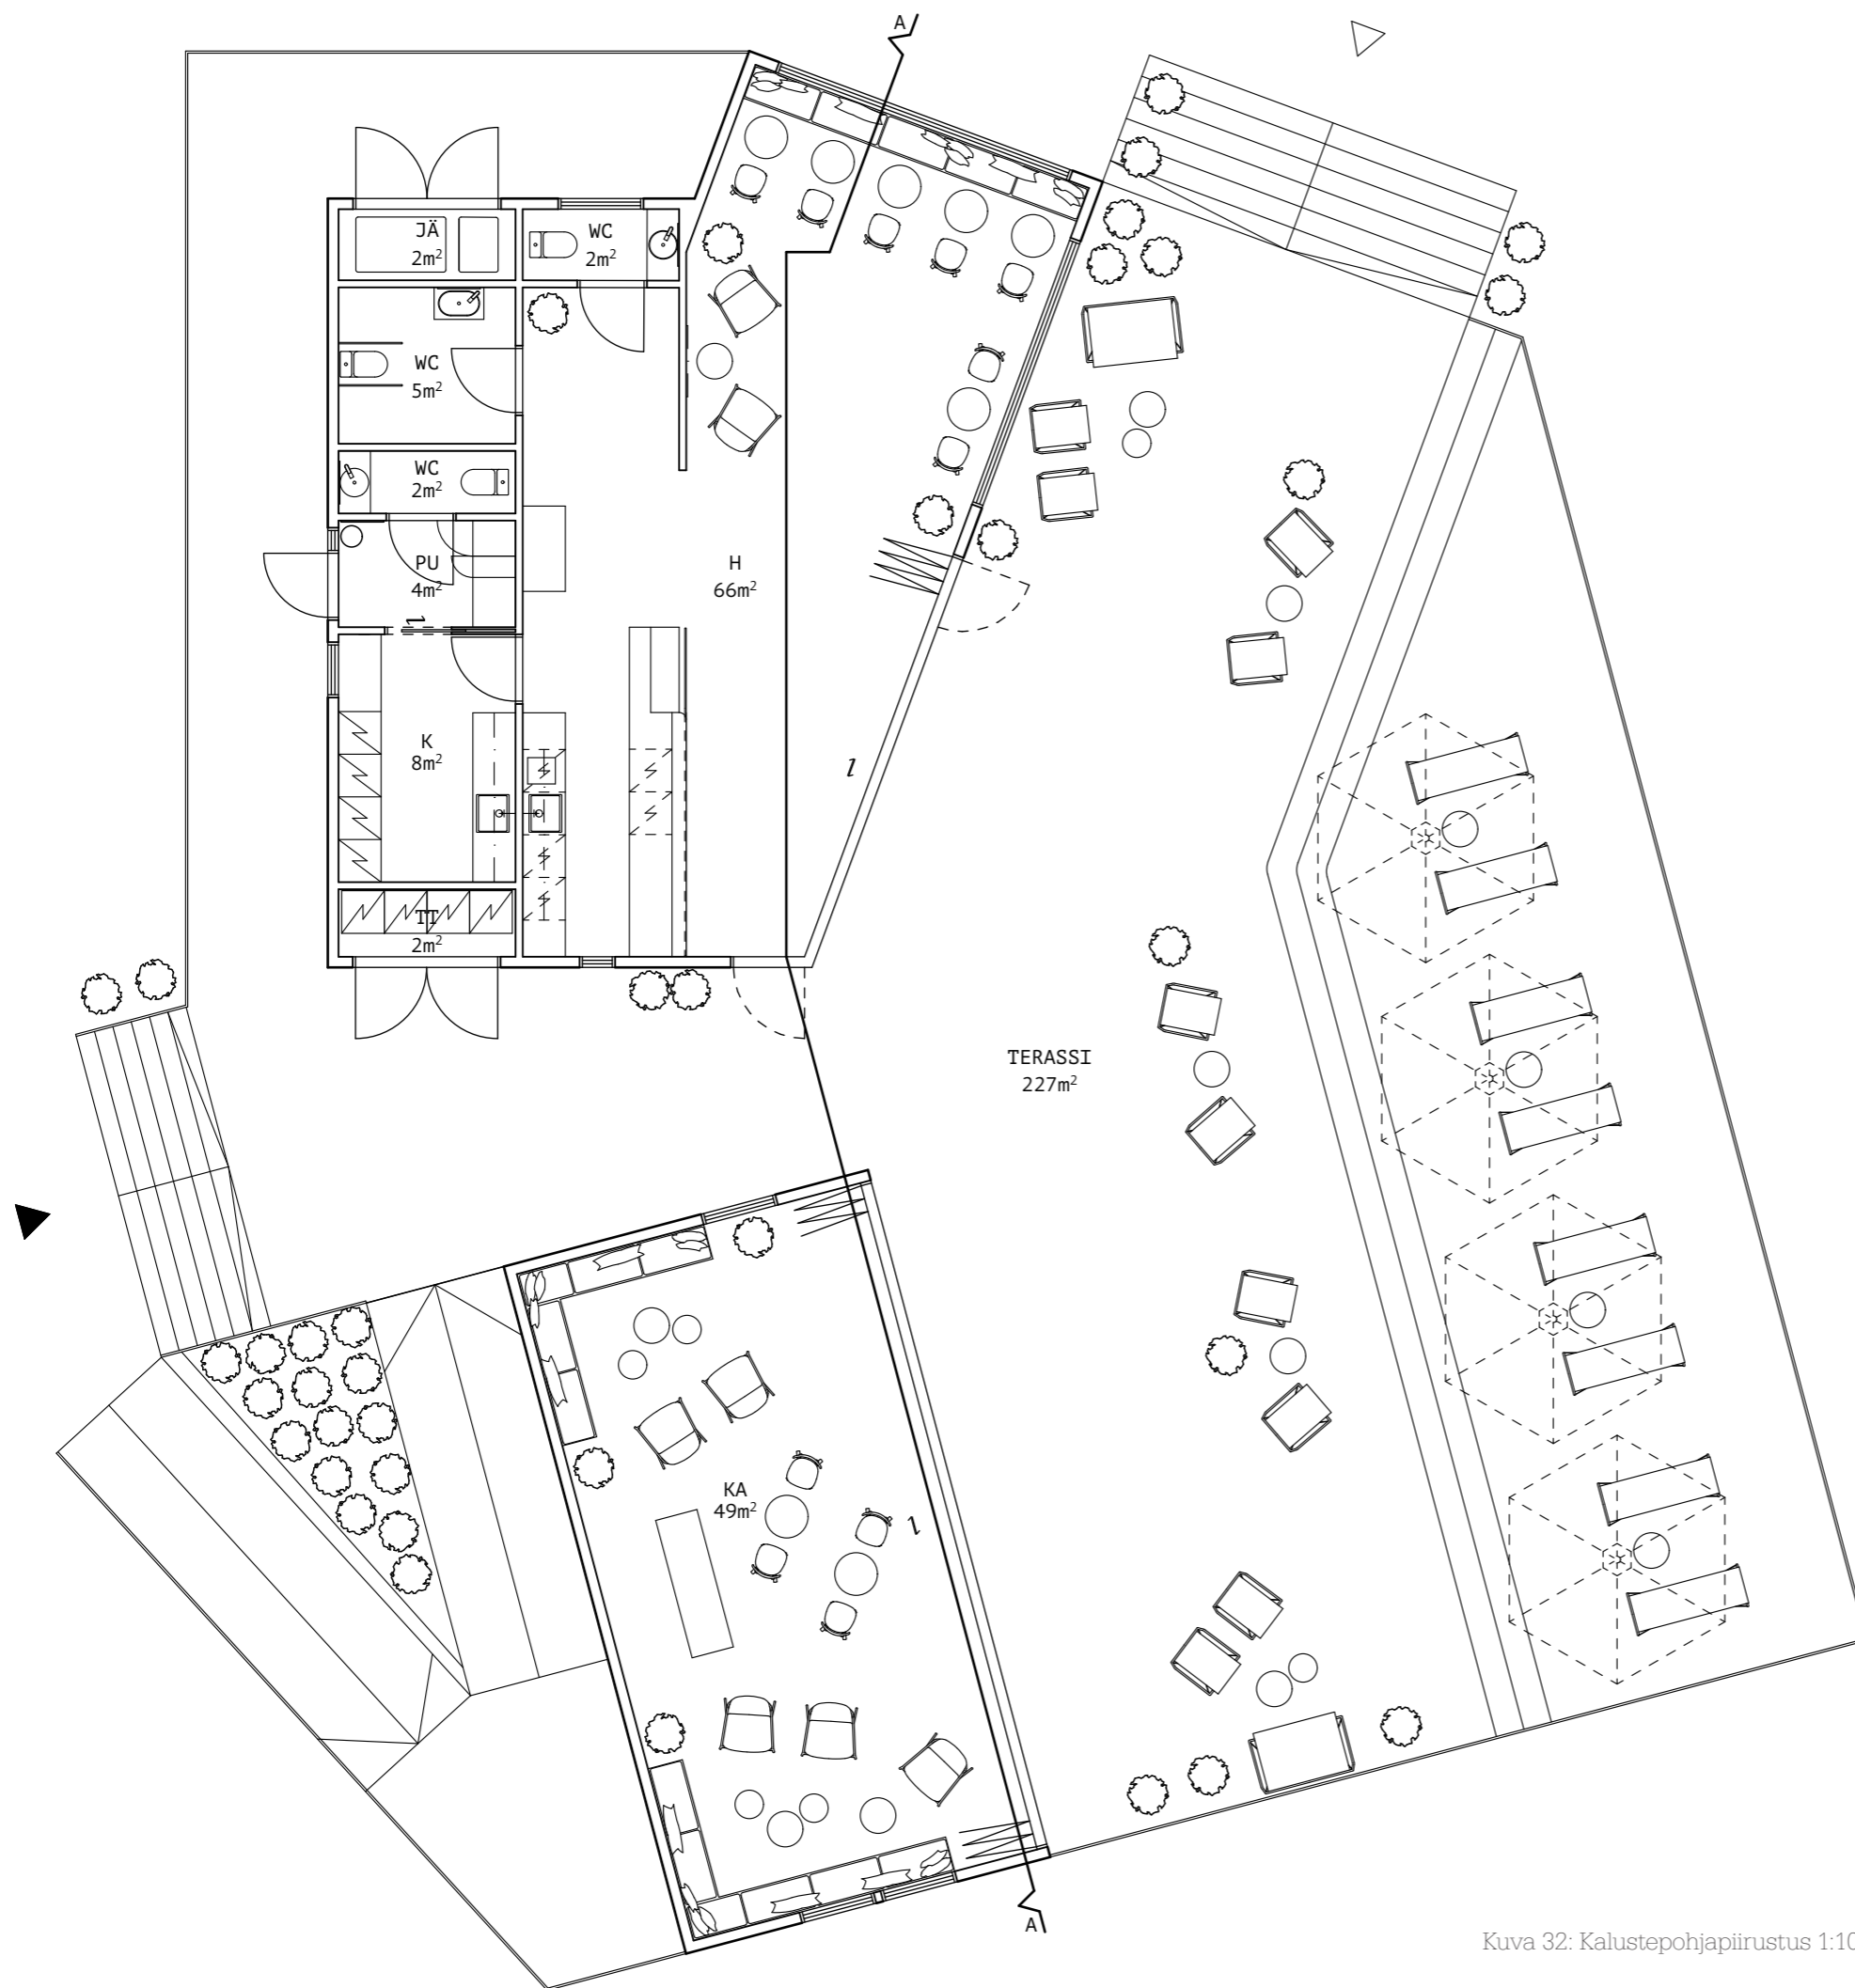 A
JÄ
2m²
WC
2m²
WC
5m²
WC
2m²
PU
4m²
H
66m²
K
8m²
TT
2m²
TERASSI
227m²
KA
49m²
A
Kuva 32: Kalustepohjapiirustus 1:10